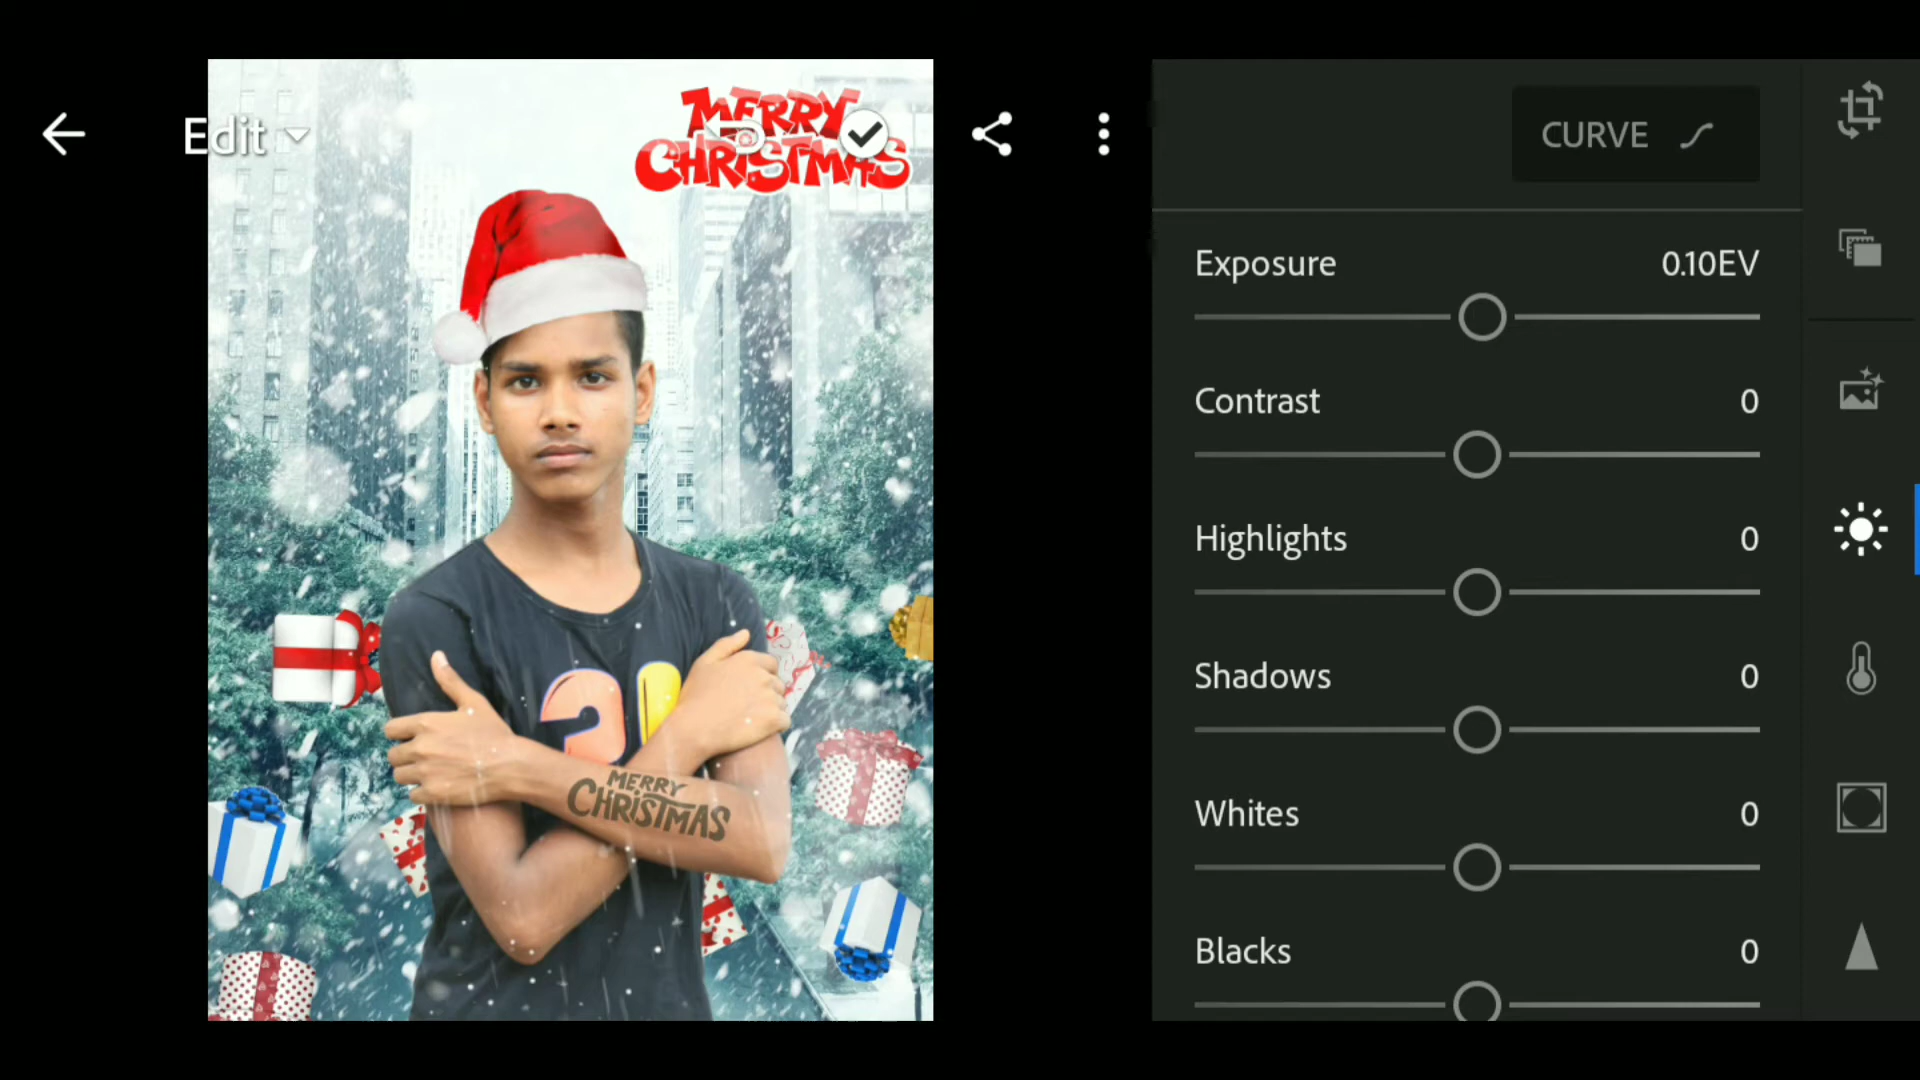 Edit
MERRY
CHRISTMAS
CURVE
Exposure 0.10EV
Contrast 0
Highlights 0
Shadows 0
Whites 0
Blacks 0
MERRY
CHRISTMAS